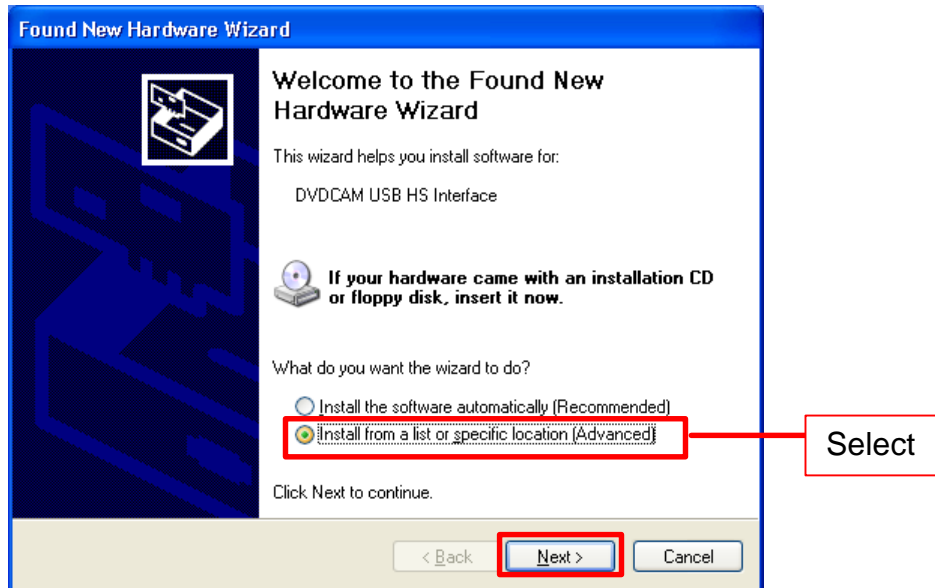 Found New Hardware Wizard
Welcome to the Found New
Hardware Wizard
This wizard helps you install software for:
DVDCAM USB HS Interface
If your hardware came with an installation CD
or floppy disk, insert it now.
What do you want the wizard to do?
Install the software automatically (Recommended)
Install from a list or specific location (Advanced)
Select
Click Next to continue.
< Back Next > Cancel